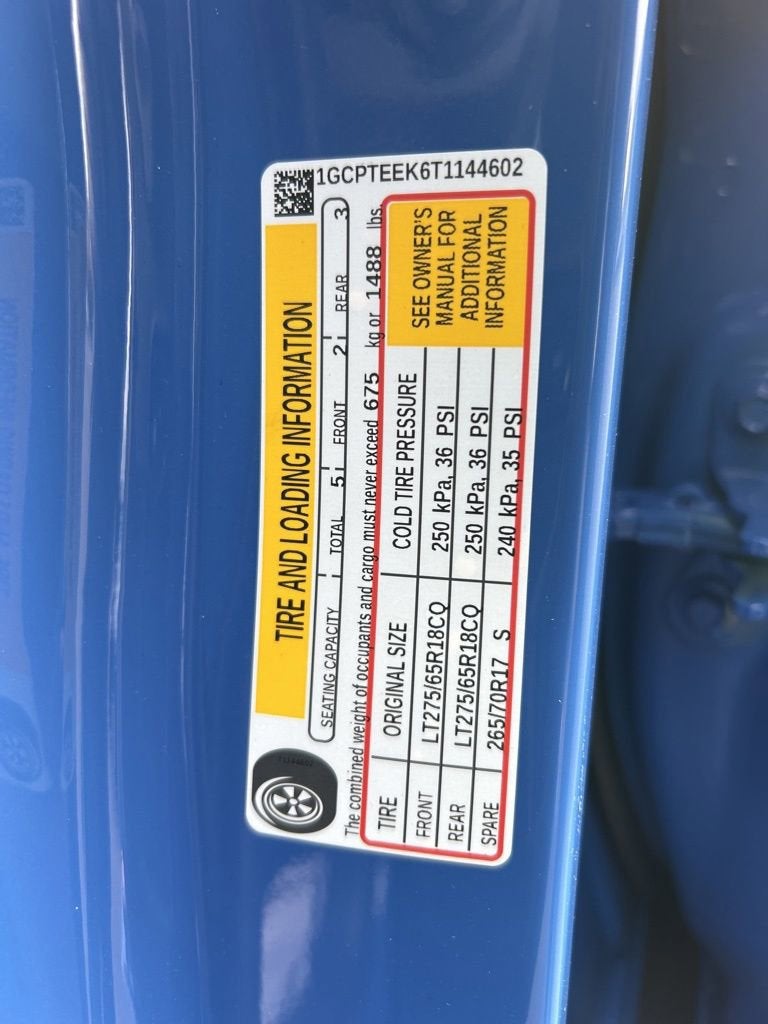 1GCPTEEK6T1144602
TIRE AND LOADING INFORMATION
SEATING CAPACITY TOTAL 5 FRONT 2 REAR 3
The combined weight of occupants and cargo must never exceed 675 kg or 1488 lbs.
TIRE ORIGINAL SIZE COLD TIRE PRESSURE
FRONT LT275/65R18CQ 250 kPa, 36 PSI
REAR LT275/65R18CQ 250 kPa, 36 PSI
SPARE 265/70R17 S 240 kPa, 35 PSI
SEE OWNER'S
MANUAL FOR
ADDITIONAL
INFORMATION
T1144602